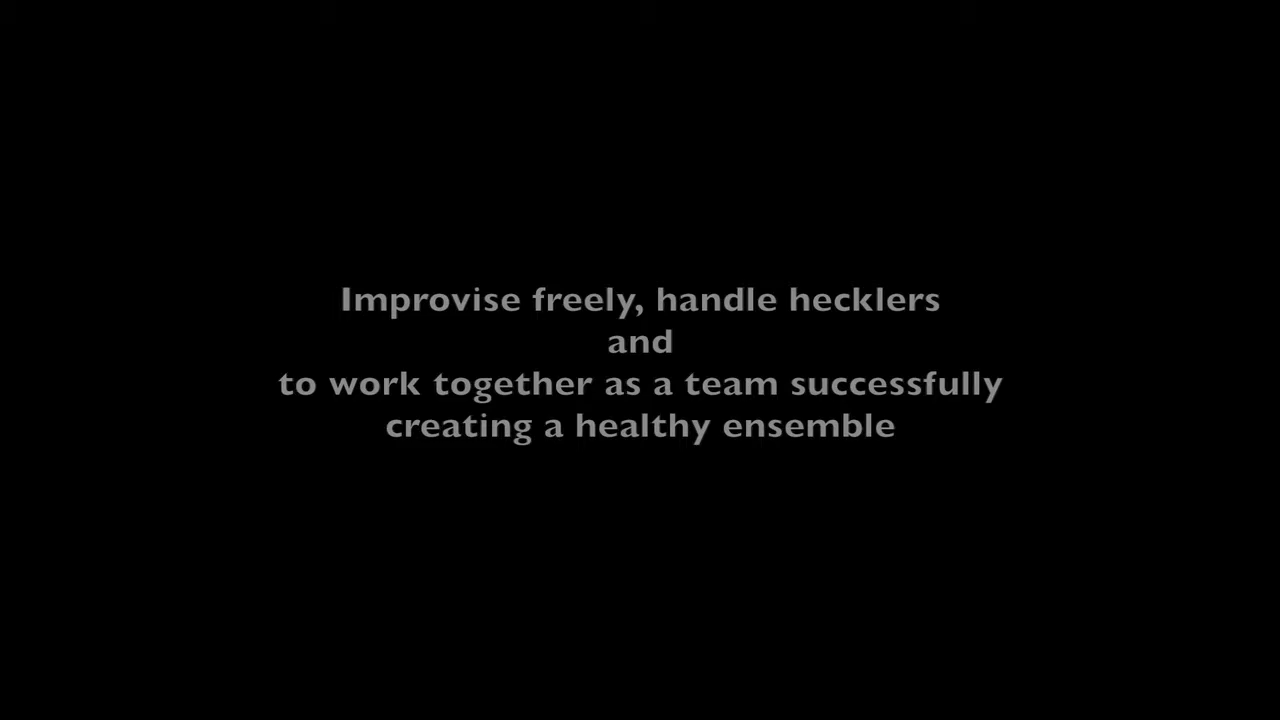 Improvise freely, handle hecklers
and
to work together as a team successfully
creating a healthy ensemble